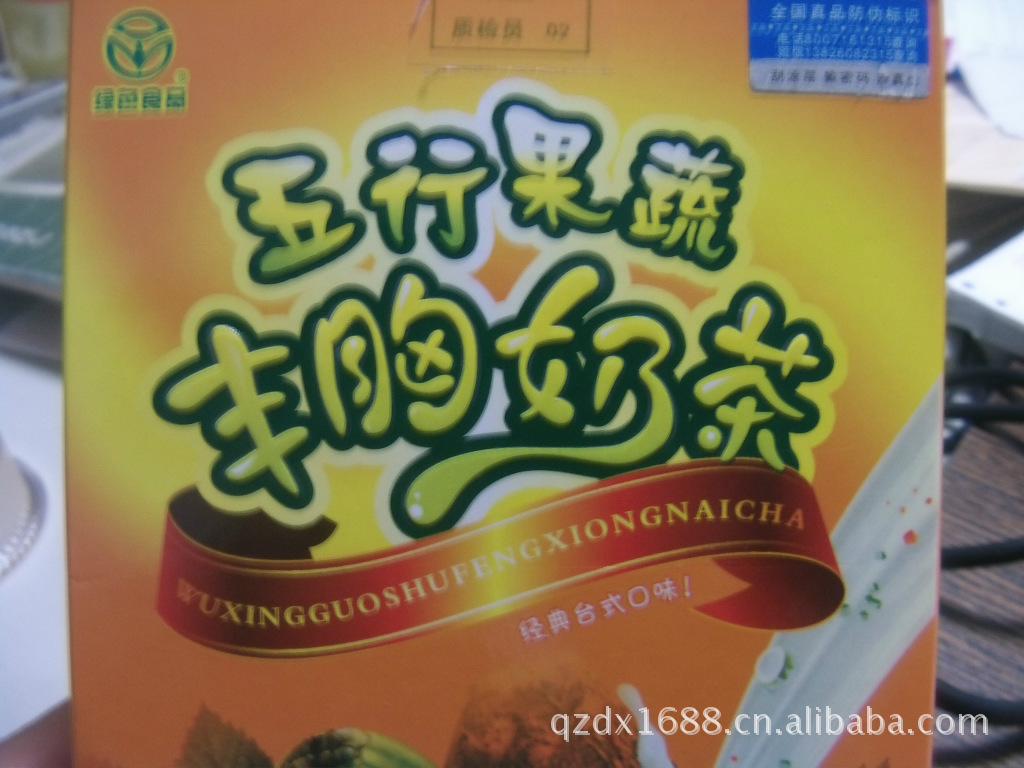 质检员 02
全国真品防伪标识
绿色食品
®
五行果蔬
丰胸奶茶
WUXINGGUOSHUFENGXIONGNAICHA
经典台式口味!
qzdx1688.cn.alibaba.com